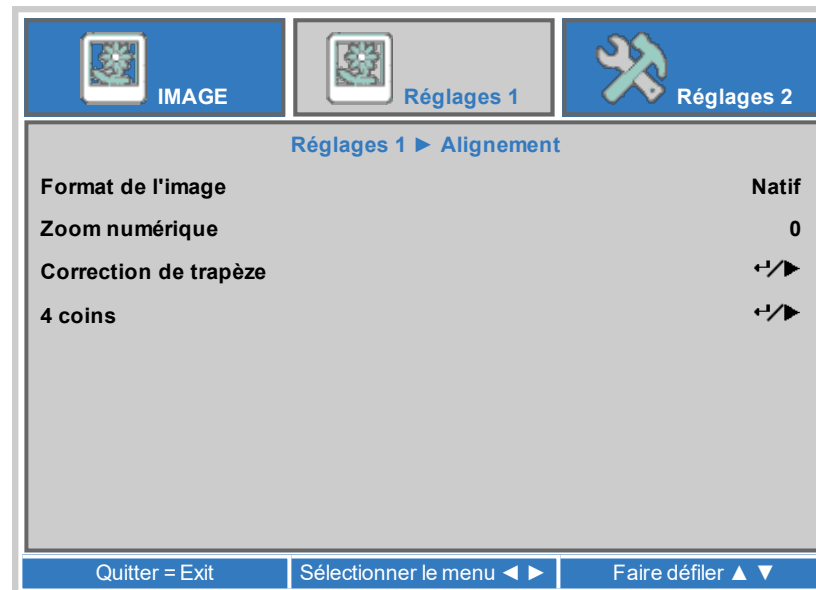 IMAGE
Réglages 1
Réglages 2
Réglages 1 ► Alignement
Format de l'image Natif
Zoom numérique 0
Correction de trapèze ↵/►
4 coins ↵/►
Quitter = Exit
Sélectionner le menu ◄ ►
Faire défiler ▲ ▼